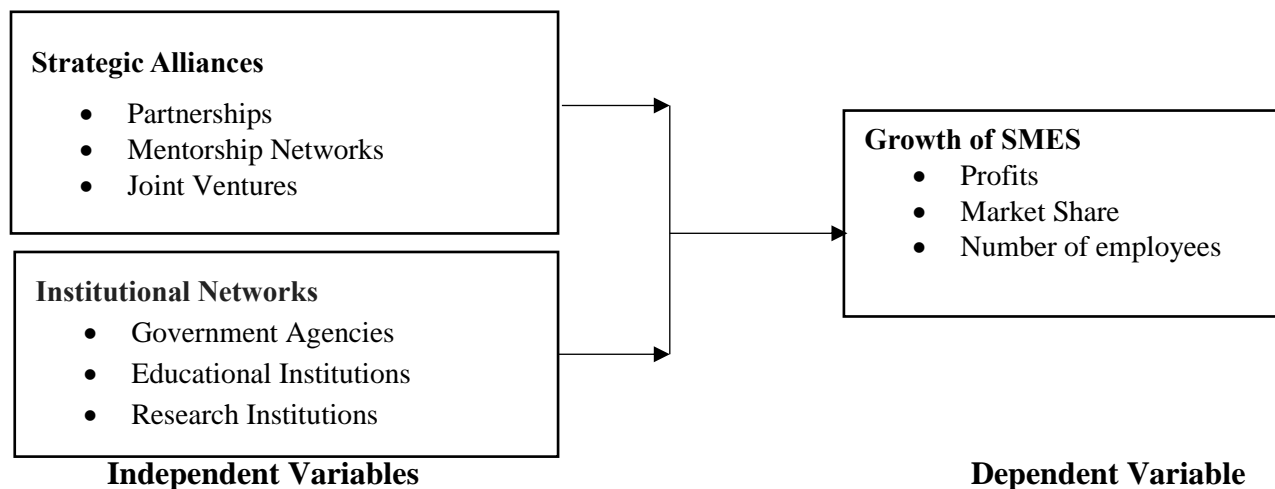 Strategic Alliances
• Partnerships
• Mentorship Networks
• Joint Ventures
Institutional Networks
• Government Agencies
• Educational Institutions
• Research Institutions
Independent Variables
Growth of SMES
• Profits
• Market Share
• Number of employees
Dependent Variable